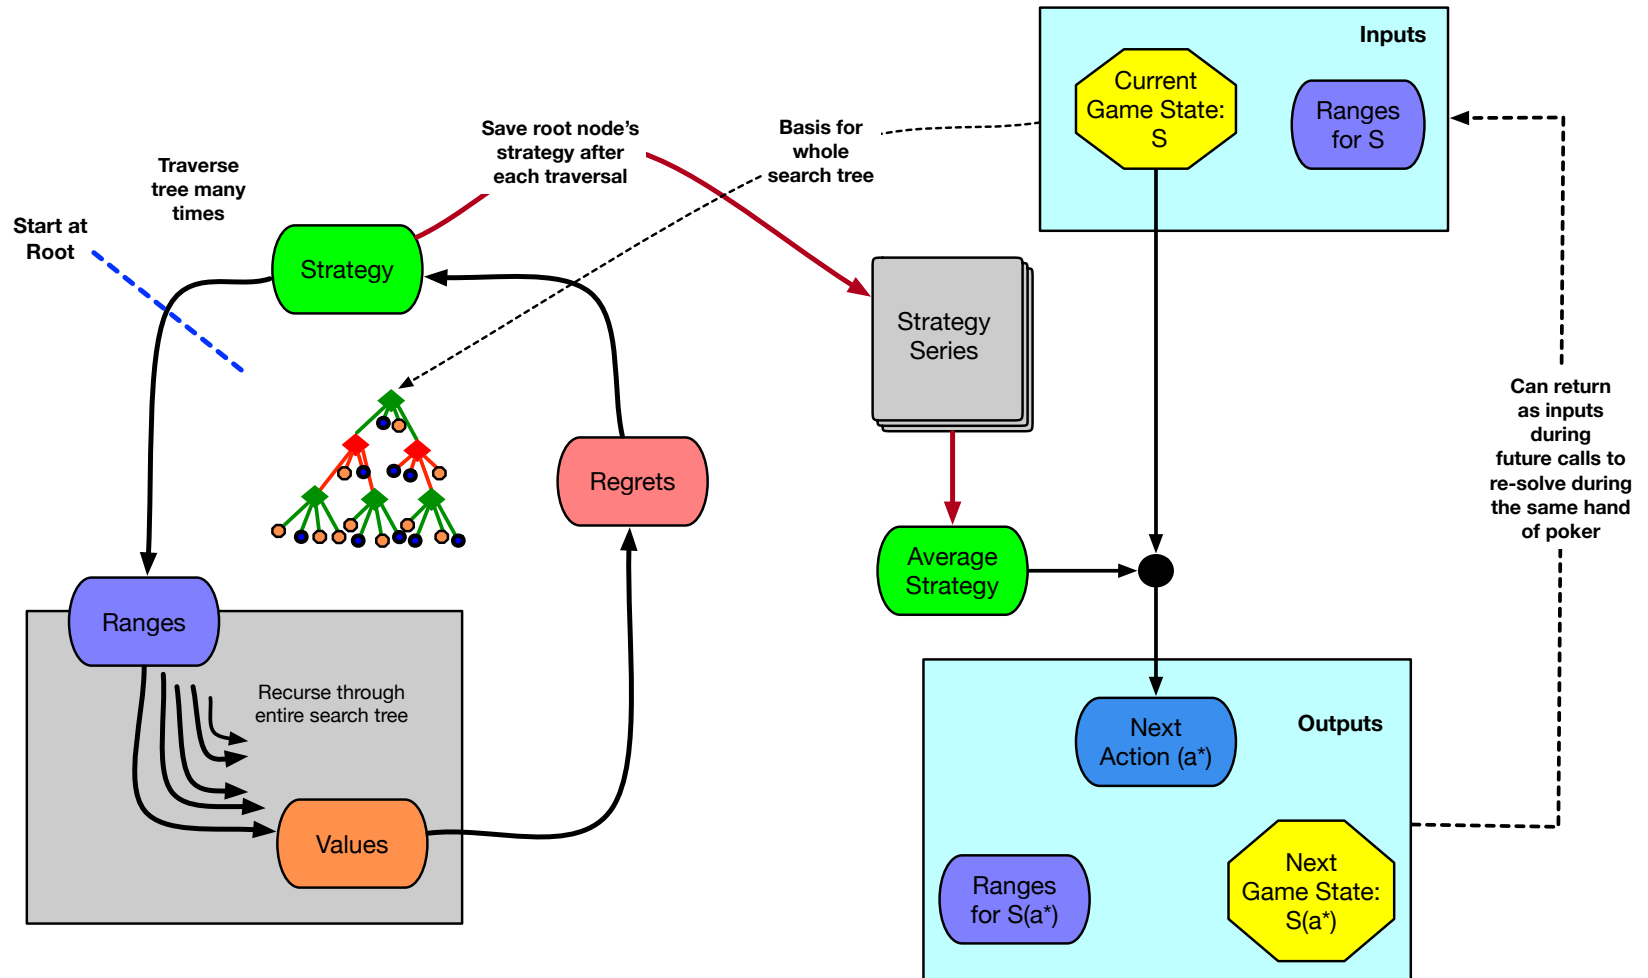 Inputs
Current
Game State:
S
Ranges
for S
Save root node's
strategy after
each traversal
Basis for
whole
search tree
Traverse
tree many
times
Start at
Root
Strategy
Strategy
Series
Can return
as inputs
during
future calls to
re-solve during
the same hand
of poker
Regrets
Average
Strategy
Ranges
Recurse through
entire search tree
Values
Outputs
Next
Action (a*)
Ranges
for S(a*)
Next
Game State:
S(a*)